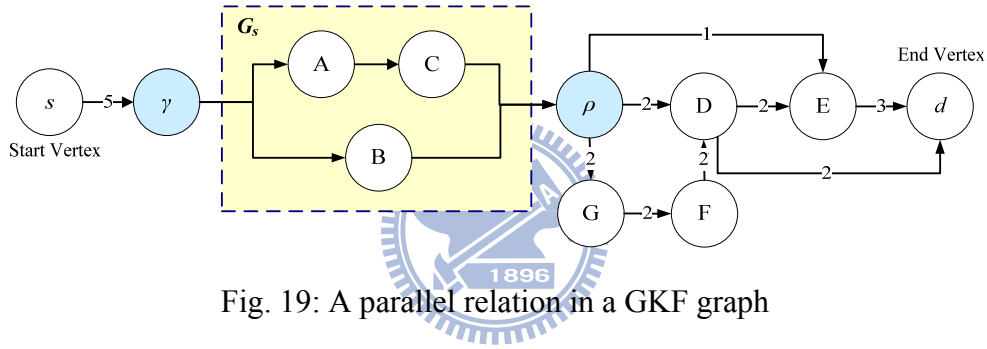 Gs
End Vertex
s
5
γ
A
C
B
ρ
1
2
D
2
E
3
d
Start Vertex
2
2
2
G
2
F
A
1896
Fig. 19: A parallel relation in a GKF graph